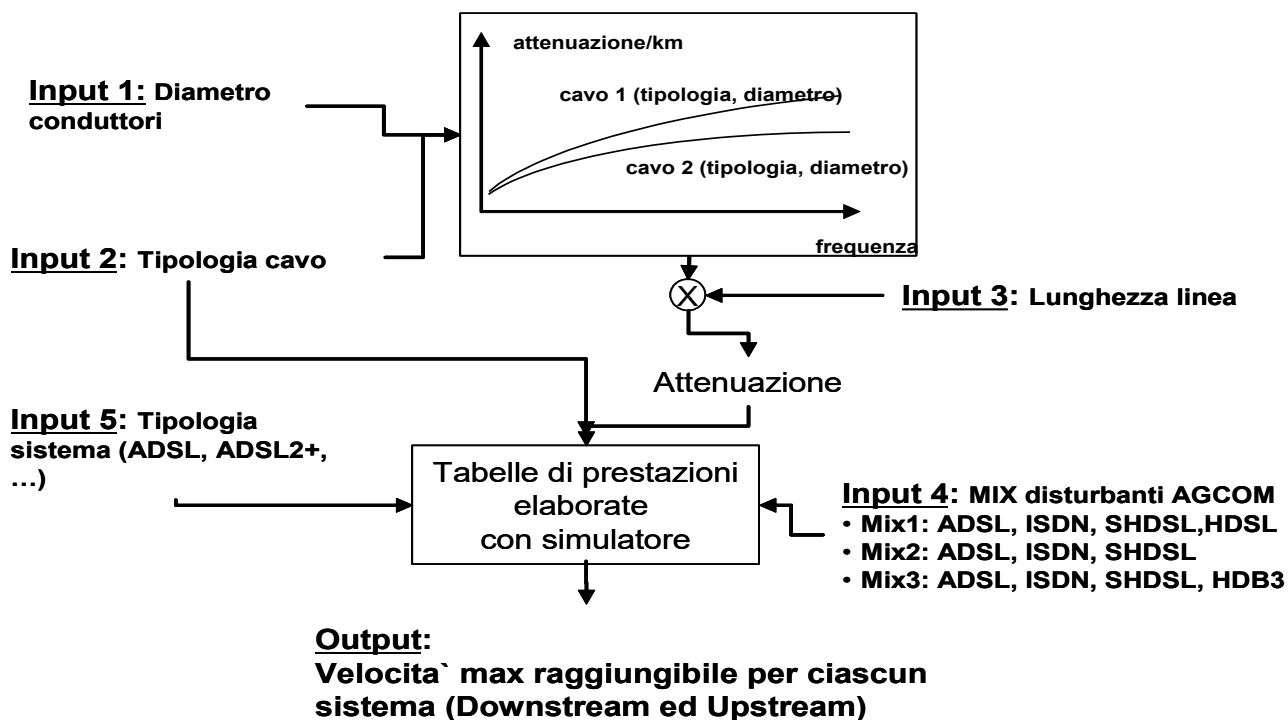 attenuazione/km
Input 1: Diametro
conduttori
cavo 1 (tipologia, diametro)
cavo 2 (tipologia, diametro)
frequenza
Input 2: Tipologia cavo
X
Input 3: Lunghezza linea
Attenuazione
Input 5: Tipologia
sistema (ADSL, ADSL2+,
…)
Tabelle di prestazioni
elaborate
con simulatore
Input 4: MIX disturbanti AGCOM
• Mix1: ADSL, ISDN, SHDSL,HDSL
• Mix2: ADSL, ISDN, SHDSL
• Mix3: ADSL, ISDN, SHDSL, HDB3
Output:
Velocita` max raggiungibile per ciascun
sistema (Downstream ed Upstream)